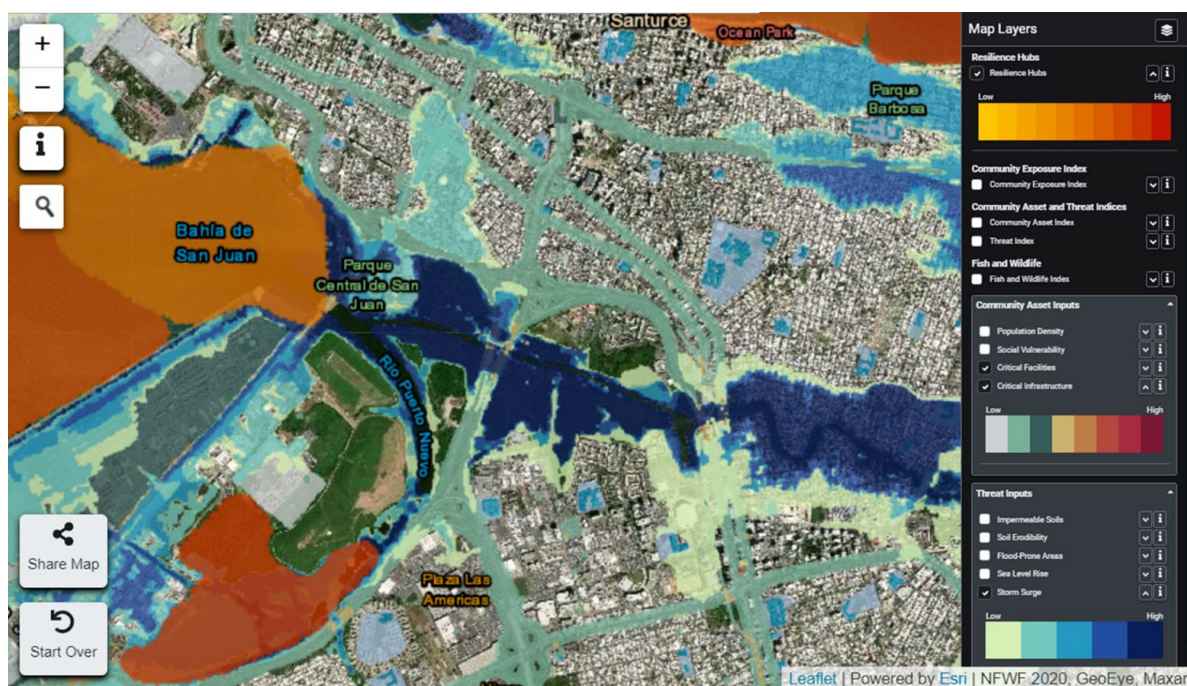 +
−
i
Share Map
Start Over
Santurce
Ocean Park
Parque
Barbosa
Bahía de
San Juan
Parque
Central de San
Juan
Río Puerto Nuevo
Plaza Las
Americas
Map Layers
Resilience Hubs
Resilience Hubs
i
Low
High
Community Exposure Index
Community Exposure Index
i
Community Asset and Threat Indices
Community Asset Index
i
Threat Index
i
Fish and Wildlife
Fish and Wildlife Index
i
Community Asset Inputs
Population Density
i
Social Vulnerability
i
Critical Facilities
i
Critical Infrastructure
i
Low
High
Threat Inputs
Impermeable Soils
i
Soil Erodibility
i
Flood-Prone Areas
i
Sea Level Rise
i
Storm Surge
i
Low
High
Leaflet | Powered by Esri | NFWF 2020, GeoEye, Maxar